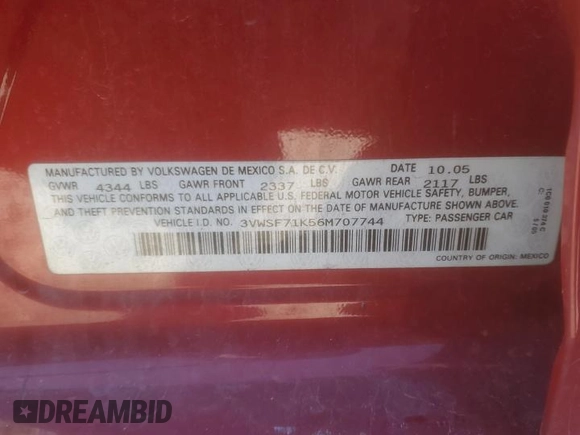 MANUFACTURED BY VOLKSWAGEN DE MEXICO S.A. DE C.V. DATE 10.05
GVWR 4344 LBS GAWR FRONT 2337 LBS GAWR REAR 2117 LBS
THIS VEHICLE CONFORMS TO ALL APPLICABLE U.S. FEDERAL MOTOR VEHICLE SAFETY, BUMPER,
AND THEFT PREVENTION STANDARDS IN EFFECT ON THE DATE OF MANUFACTURE SHOWN ABOVE.
VEHICLE I.D. NO. 3VWSF71K56M707744 TYPE: PASSENGER CAR
COUNTRY OF ORIGIN: MEXICO
DREAMBID